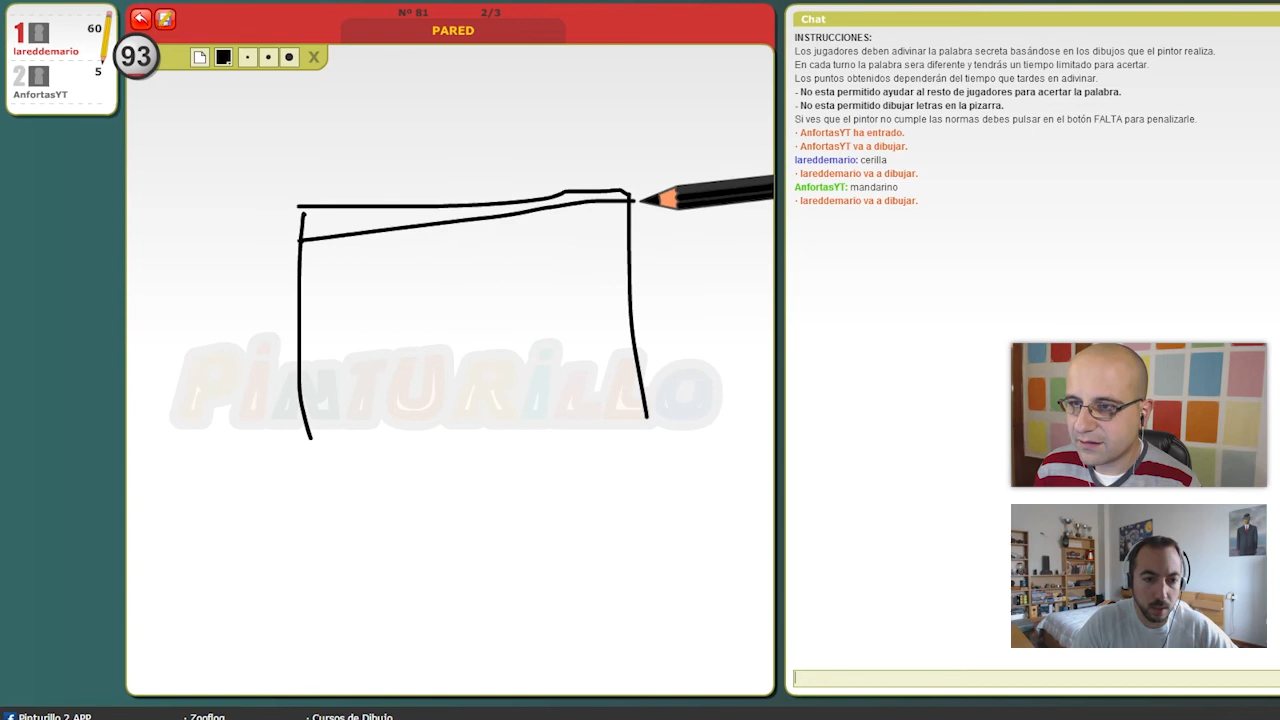 1
60
lareddemario
2
5
AnfortasYT
93
Nº 81
2/3
PARED
X
PINTURILLO
Chat
INSTRUCCIONES:
Los jugadores deben adivinar la palabra secreta basándose en los dibujos que el pintor realiza.
En cada turno la palabra sera diferente y tendrás un tiempo limitado para acertar.
Los puntos obtenidos dependerán del tiempo que tardes en adivinar.
- No esta permitido ayudar al resto de jugadores para acertar la palabra.
- No esta permitido dibujar letras en la pizarra.
Si ves que el pintor no cumple las normas debes pulsar en el botón FALTA para penalizarle.
· AnfortasYT ha entrado.
· AnfortasYT va a dibujar.
lareddemario: cerilla
· lareddemario va a dibujar.
AnfortasYT: mandarino
· lareddemario va a dibujar.
f Pinturillo 2 APP
· Zooflog
· Cursos de Dibujo